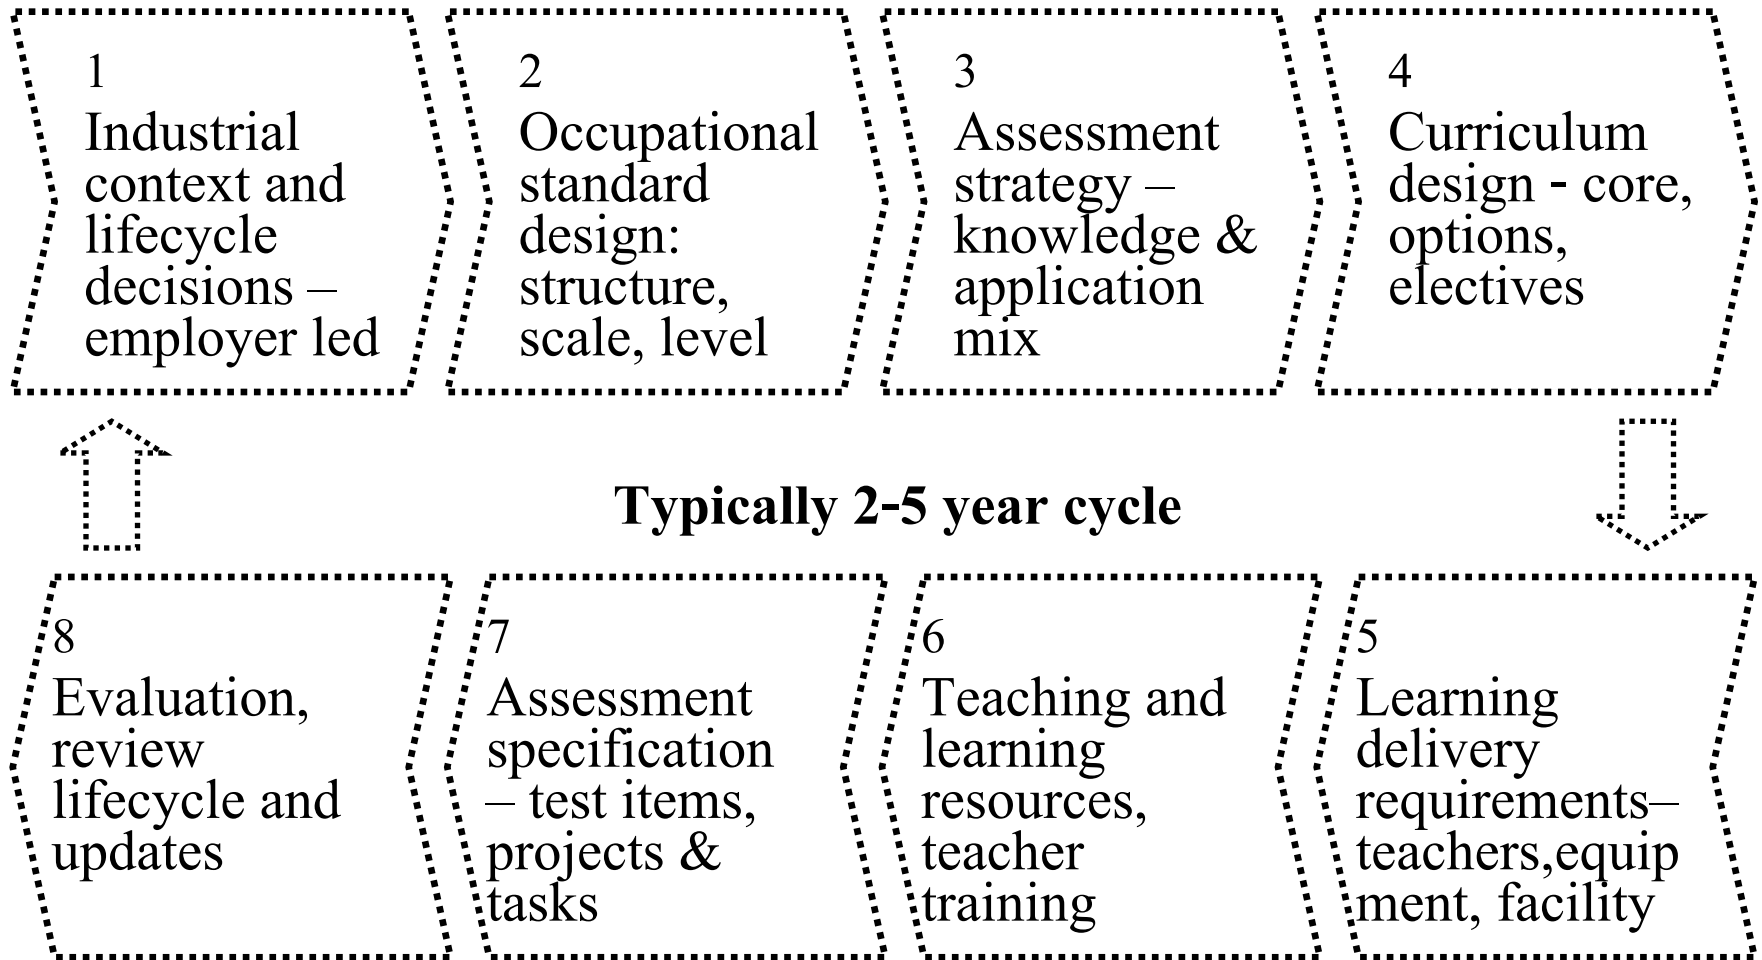 1
Industrial
context and
lifecycle
decisions –
employer led
2
Occupational
standard
design:
structure,
scale, level
3
Assessment
strategy –
knowledge &
application
mix
4
Curriculum
design - core,
options,
electives
Typically 2-5 year cycle
8
Evaluation,
review
lifecycle and
updates
7
Assessment
specification
– test items,
projects &
tasks
6
Teaching and
learning
resources,
teacher
training
5
Learning
delivery
requirements–
teachers,equip
ment, facility